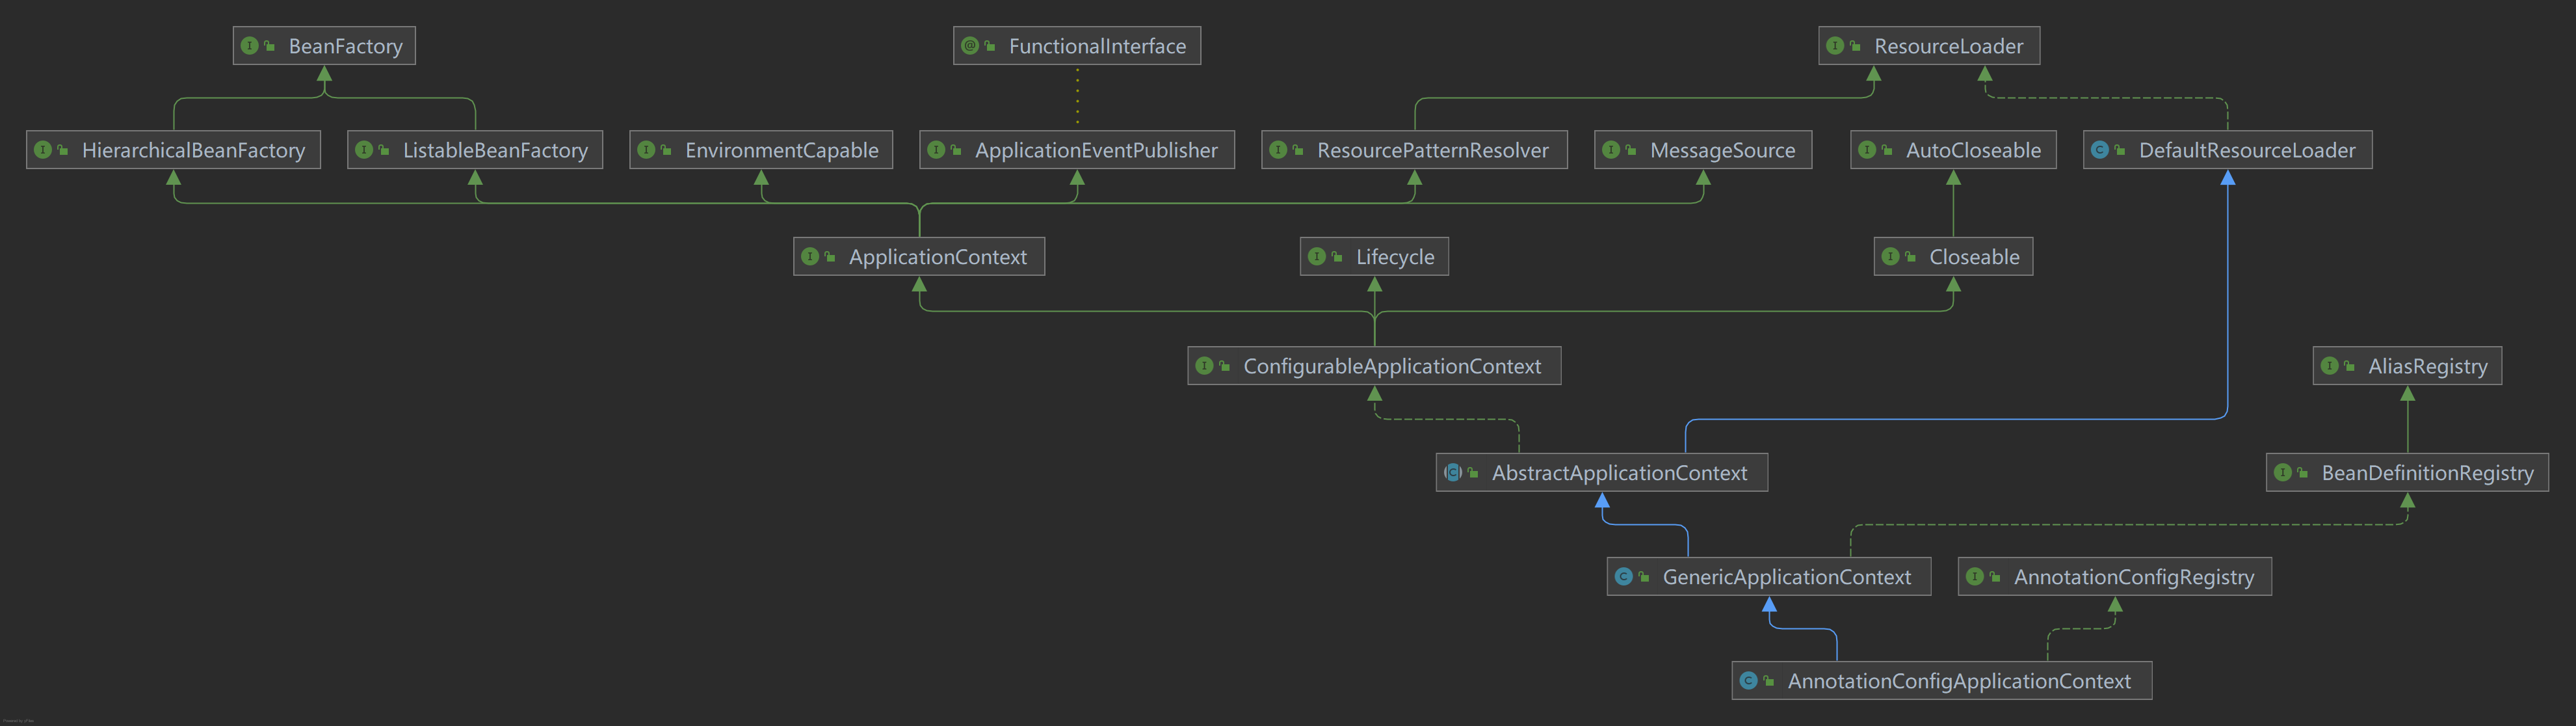 BeanFactory
FunctionalInterface
ResourceLoader
HierarchicalBeanFactory
ListableBeanFactory
EnvironmentCapable
ApplicationEventPublisher
ResourcePatternResolver
MessageSource
AutoCloseable
DefaultResourceLoader
ApplicationContext
Lifecycle
Closeable
ConfigurableApplicationContext
AliasRegistry
AbstractApplicationContext
BeanDefinitionRegistry
GenericApplicationContext
AnnotationConfigRegistry
AnnotationConfigApplicationContext